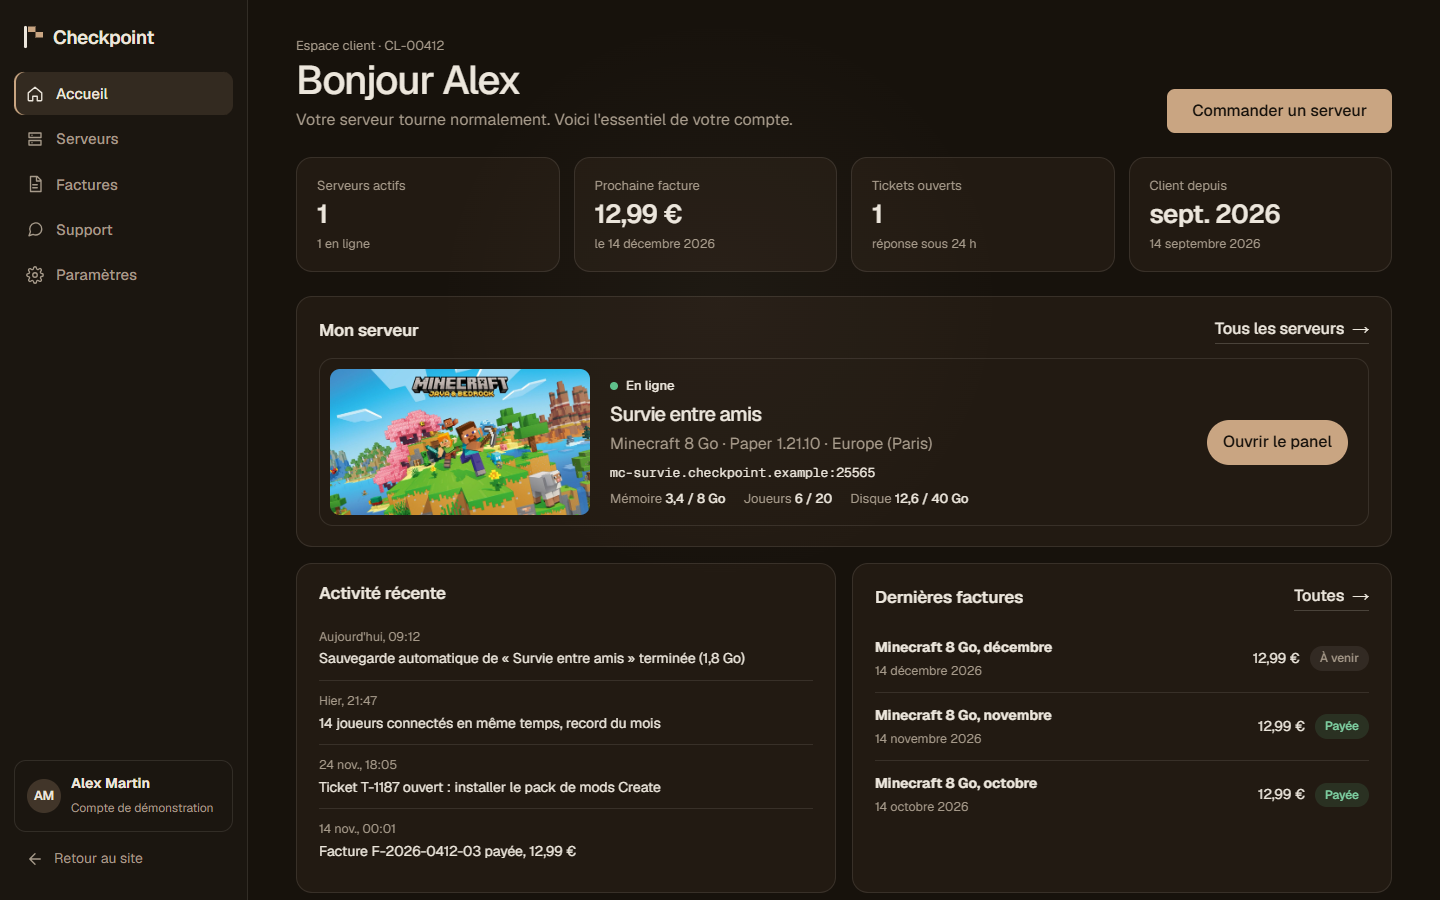 Checkpoint
Accueil
Serveurs
Factures
Support
Paramètres
AM
Alex Martin
Compte de démonstration
Retour au site
Espace client · CL-00412
Bonjour Alex
Votre serveur tourne normalement. Voici l'essentiel de votre compte.
Commander un serveur
Serveurs actifs
1
1 en ligne
Prochaine facture
12,99 €
le 14 décembre 2026
Tickets ouverts
1
réponse sous 24 h
Client depuis
sept. 2026
14 septembre 2026
Mon serveur
Tous les serveurs →
MINECRAFT
JAVA & BEDROCK
En ligne
Survie entre amis
Minecraft 8 Go · Paper 1.21.10 · Europe (Paris)
mc-survie.checkpoint.example:25565
Mémoire 3,4 / 8 Go Joueurs 6 / 20 Disque 12,6 / 40 Go
Ouvrir le panel
Activité récente
Aujourd'hui, 09:12
Sauvegarde automatique de « Survie entre amis » terminée (1,8 Go)
Hier, 21:47
14 joueurs connectés en même temps, record du mois
24 nov., 18:05
Ticket T-1187 ouvert : installer le pack de mods Create
14 nov., 00:01
Facture F-2026-0412-03 payée, 12,99 €
Dernières factures
Toutes →
Minecraft 8 Go, décembre
14 décembre 2026
12,99 € À venir
Minecraft 8 Go, novembre
14 novembre 2026
12,99 € Payée
Minecraft 8 Go, octobre
14 octobre 2026
12,99 € Payée